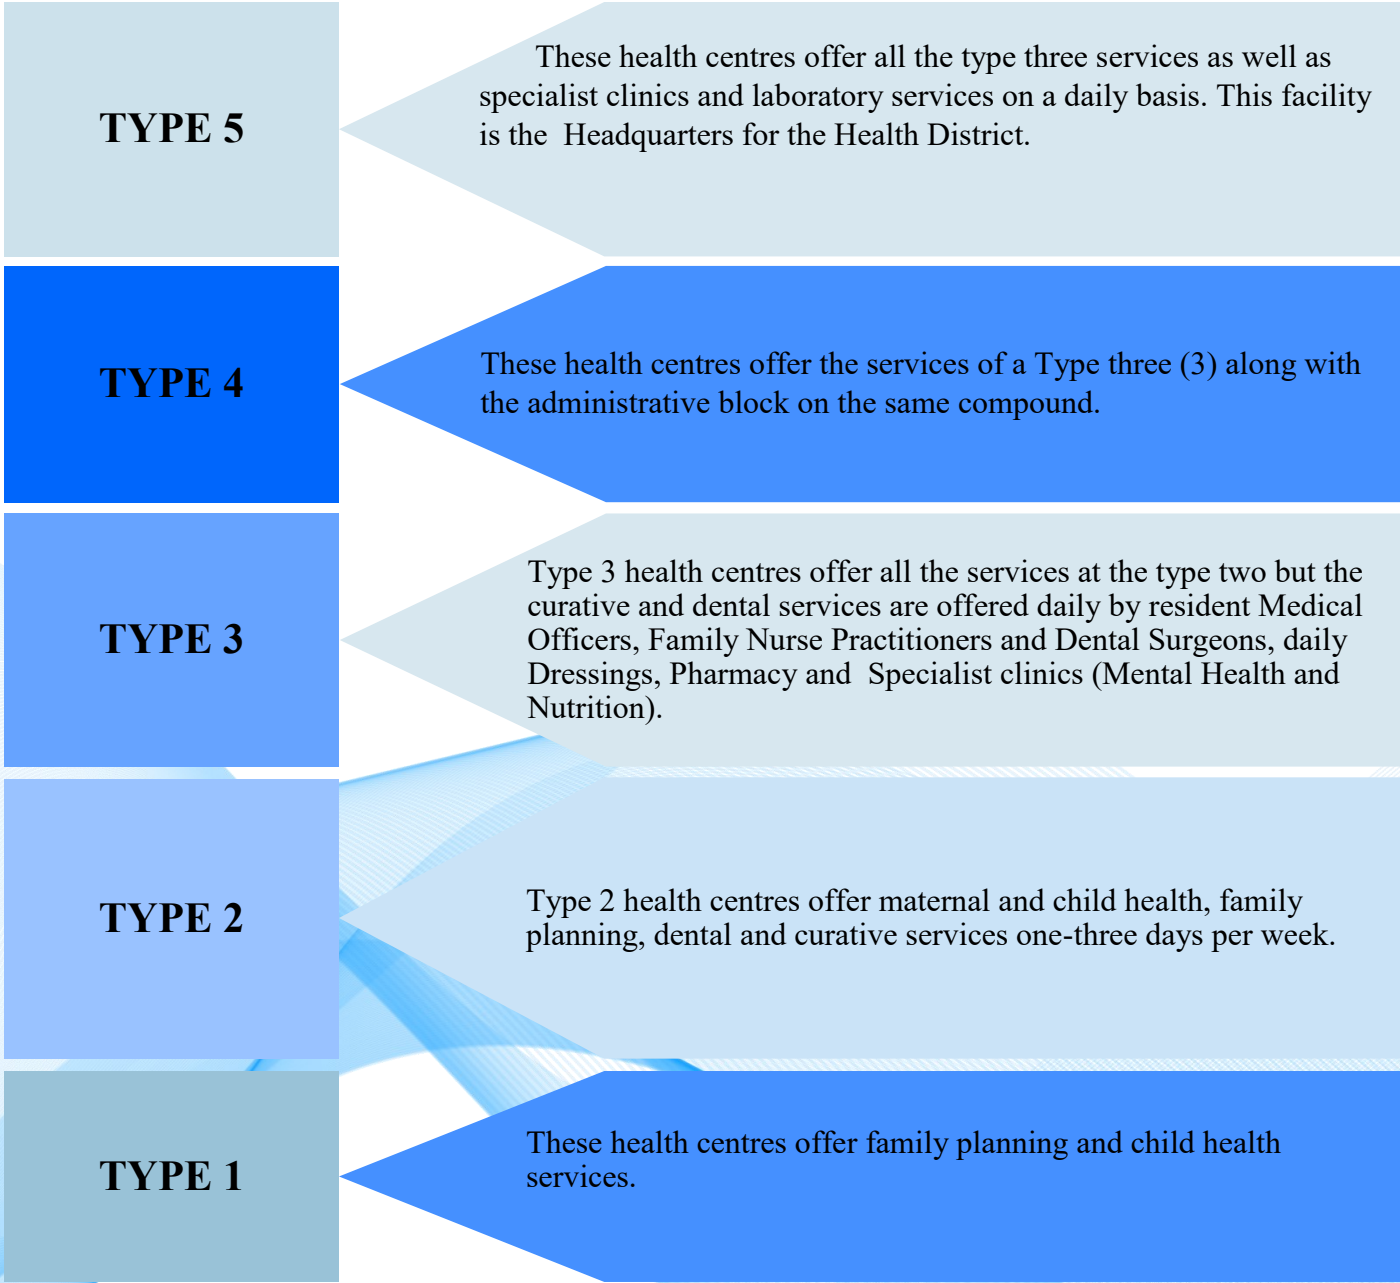 TYPE 5
These health centres offer all the type three services as well as
specialist clinics and laboratory services on a daily basis. This facility
is the Headquarters for the Health District.
TYPE 4
These health centres offer the services of a Type three (3) along with
the administrative block on the same compound.
TYPE 3
Type 3 health centres offer all the services at the type two but the
curative and dental services are offered daily by resident Medical
Officers, Family Nurse Practitioners and Dental Surgeons, daily
Dressings, Pharmacy and Specialist clinics (Mental Health and
Nutrition).
TYPE 2
Type 2 health centres offer maternal and child health, family
planning, dental and curative services one-three days per week.
TYPE 1
These health centres offer family planning and child health
services.